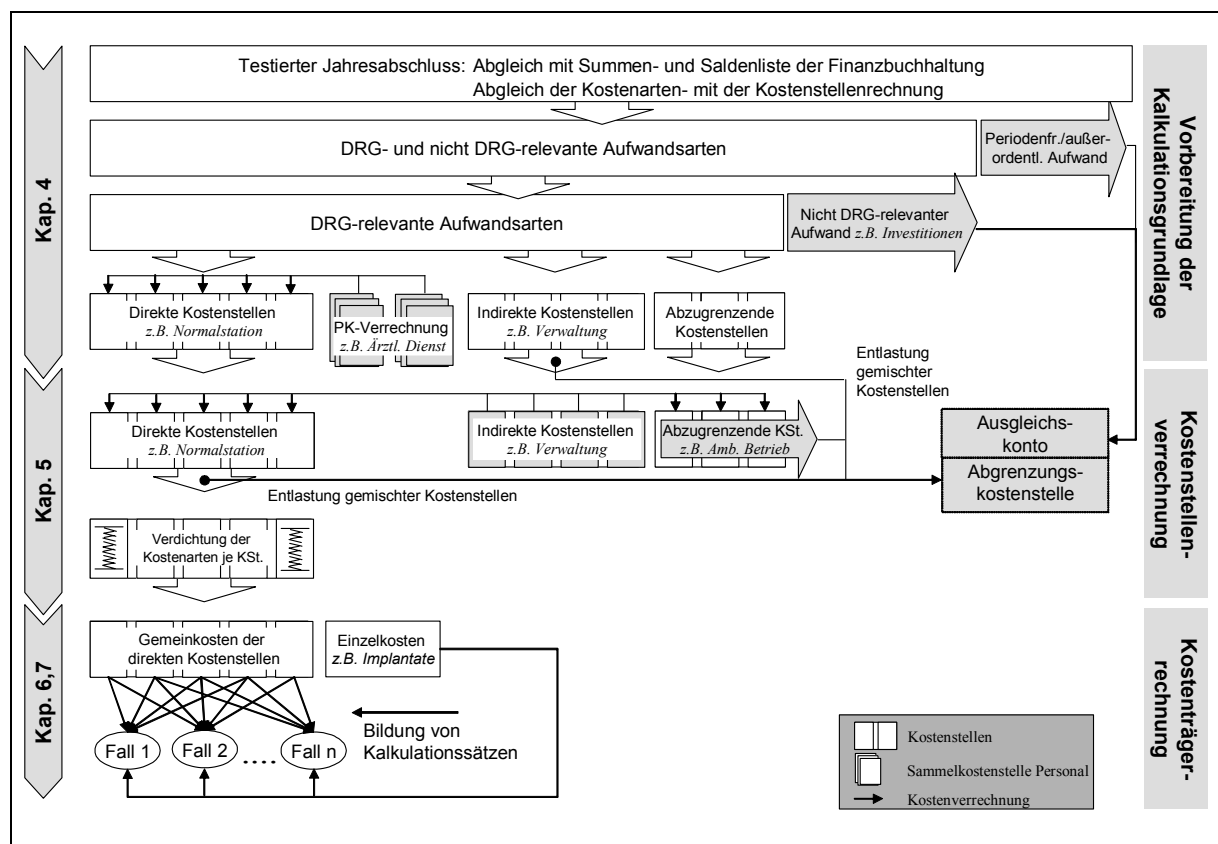 Testierter Jahresabschluss: Abgleich mit Summen- und Saldenliste der Finanzbuchhaltung
Abgleich der Kostenarten- mit der Kostenstellenrechnung
DRG- und nicht DRG-relevante Aufwandsarten
Periodenfr./außer-
ordentl. Aufwand
DRG-relevante Aufwandsarten
Nicht DRG-relevanter
Aufwand z.B. Investitionen
Kap. 4
Vorbereitung der
Kalkulationsgrundlage
Direkte Kostenstellen
z.B. Normalstation
PK-Verrechnung
z.B. Ärztl. Dienst
Indirekte Kostenstellen
z.B. Verwaltung
Abzugrenzende
Kostenstellen
Entlastung
gemischter
Kostenstellen
Kap. 5
Kostenstellen-
verrechnung
Direkte Kostenstellen
z.B. Normalstation
Indirekte Kostenstellen
z.B. Verwaltung
Abzugrenzende KSt.
z.B. Amb. Betrieb
Ausgleichs-
konto
Abgrenzungs-
kostenstelle
Entlastung gemischter Kostenstellen
Verdichtung der
Kostenarten je KSt.
Kap. 6,7
Kostenträger-
rechnung
Gemeinkosten der
direkten Kostenstellen
Einzelkosten
z.B. Implantate
Bildung von
Kalkulationssätzen
Fall 1
Fall 2
....
Fall n
Kostenstellen
Sammelkostenstelle Personal
Kostenverrechnung